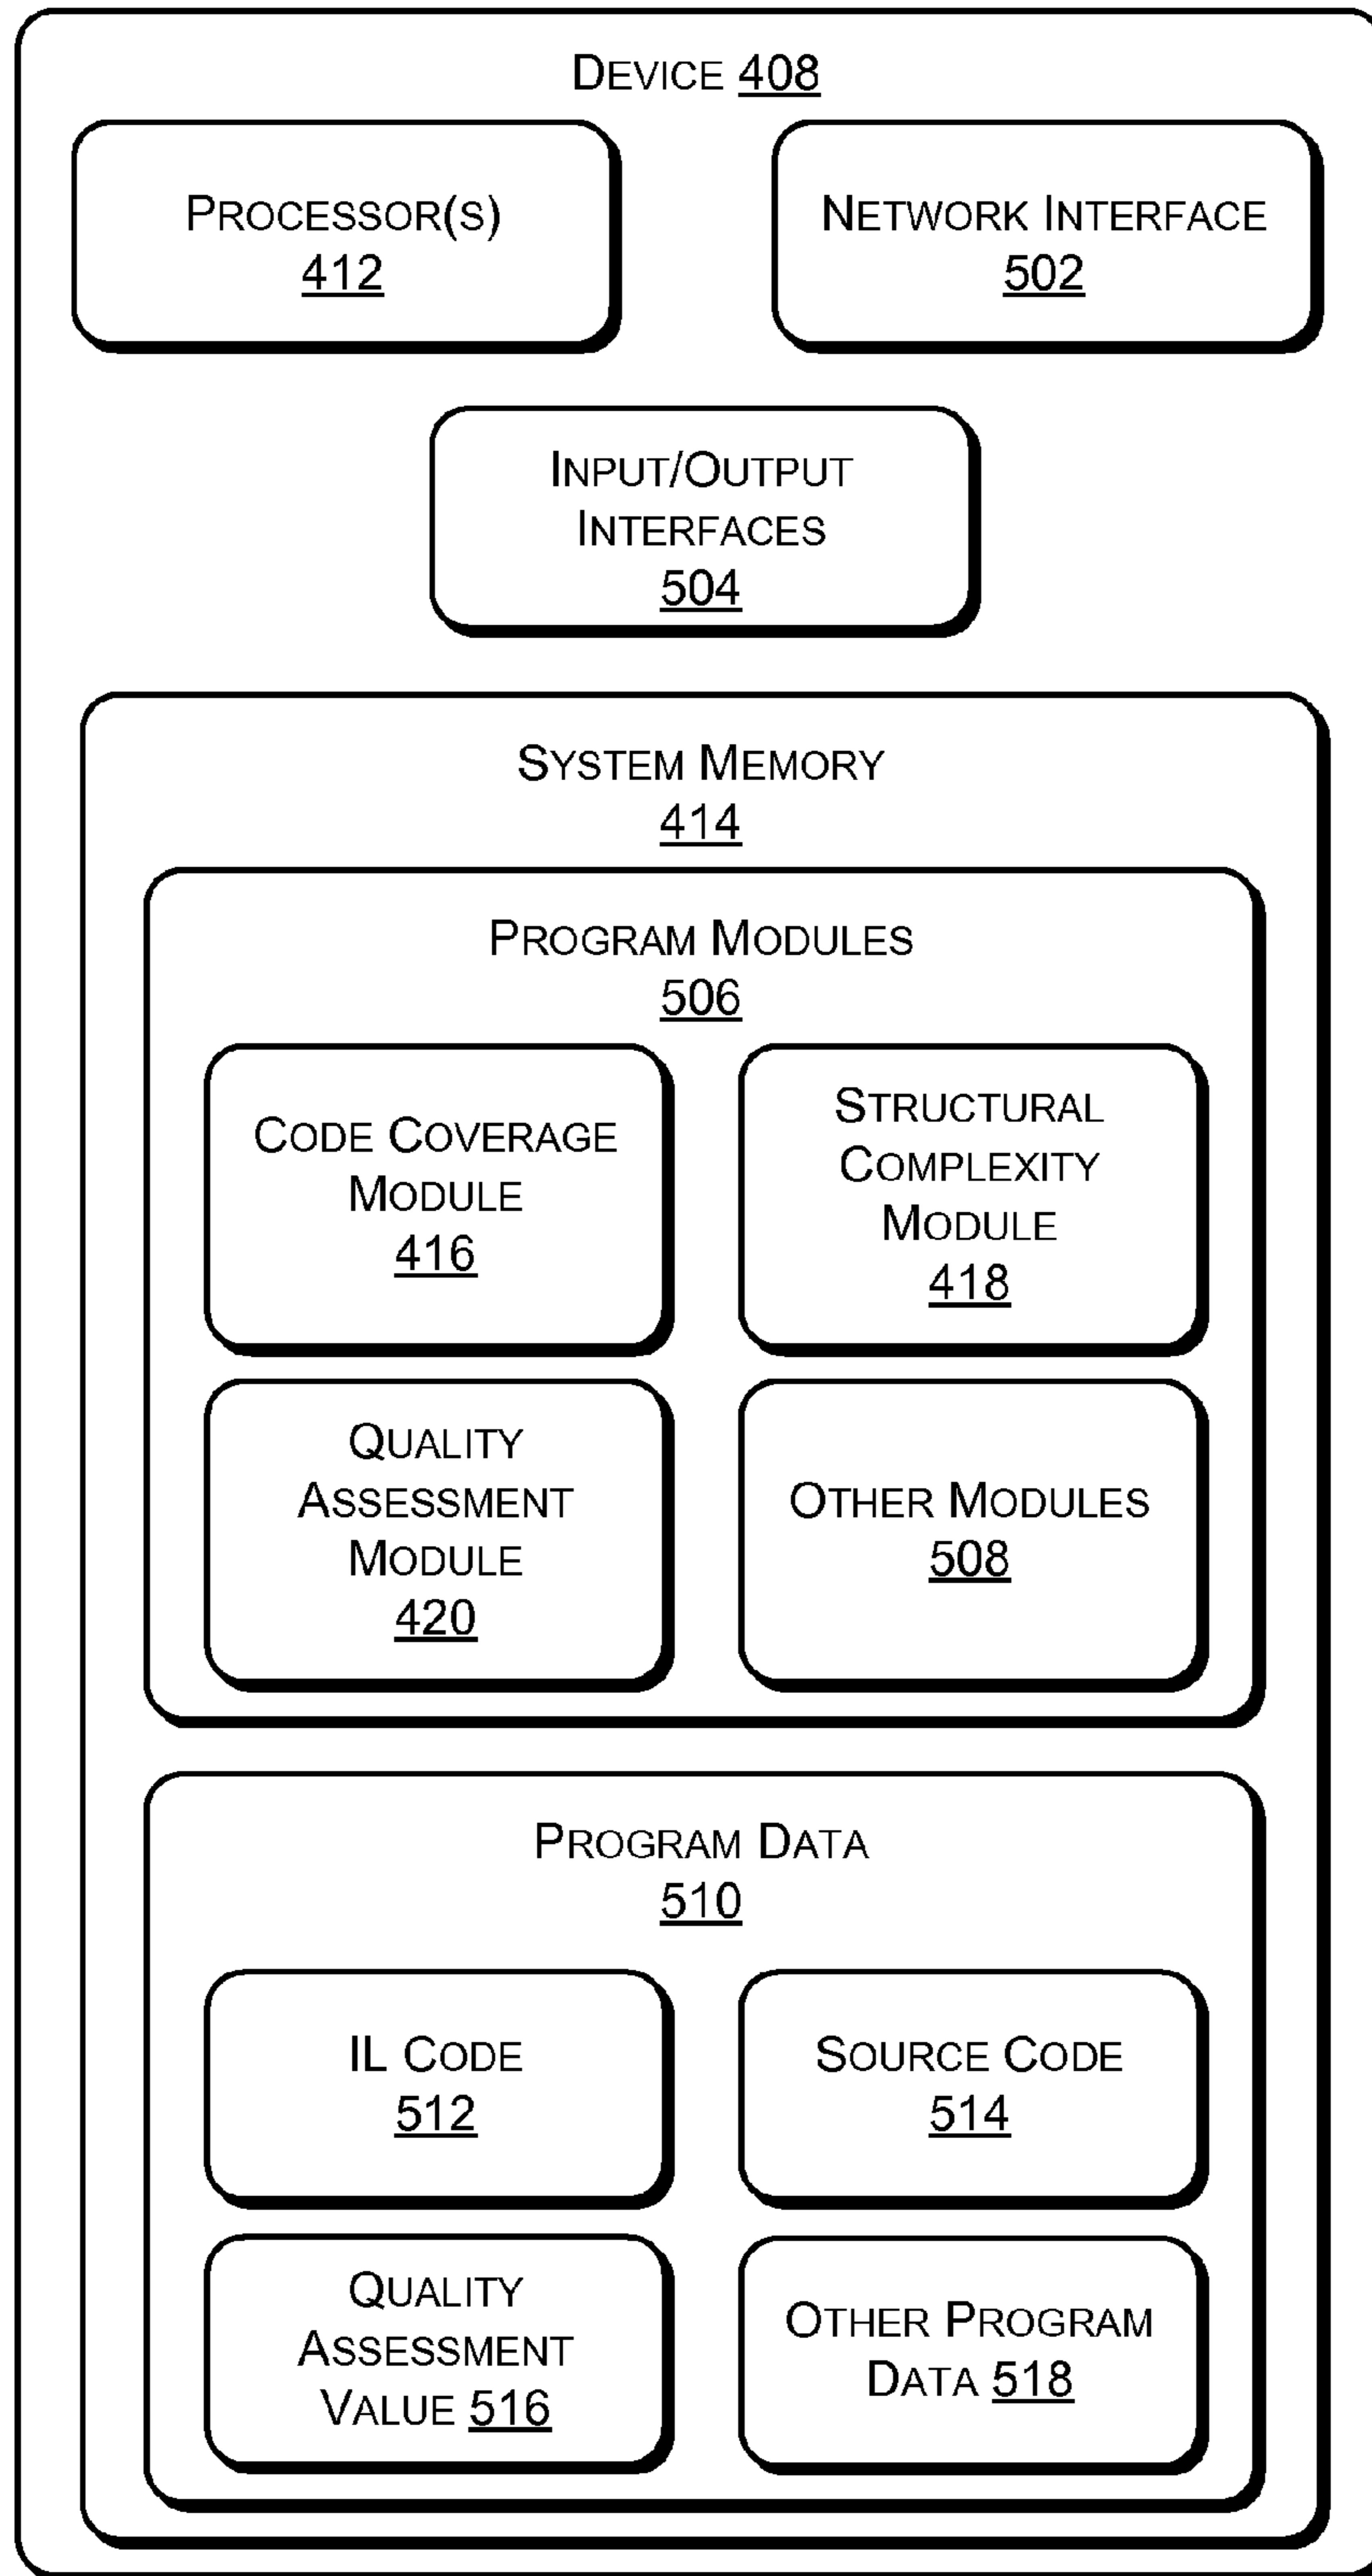 DEVICE 408
PROCESSOR(S)
412
NETWORK INTERFACE
502
INPUT/OUTPUT
INTERFACES
504
SYSTEM MEMORY
414
PROGRAM MODULES
506
CODE COVERAGE
MODULE
416
STRUCTURAL
COMPLEXITY
MODULE
418
QUALITY
ASSESSMENT
MODULE
420
OTHER MODULES
508
PROGRAM DATA
510
IL CODE
512
SOURCE CODE
514
QUALITY
ASSESSMENT
VALUE 516
OTHER PROGRAM
DATA 518